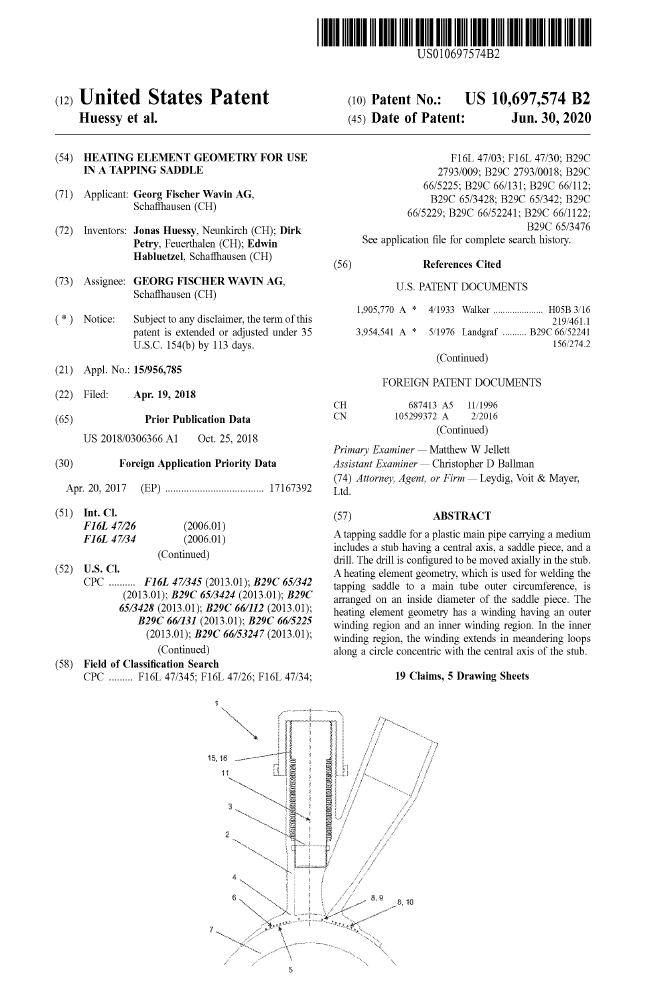 US010697574B2
(12) United States Patent
Huessy et al.
(10) Patent No.: US 10,697,574 B2
(45) Date of Patent: Jun. 30, 2020
(54) HEATING ELEMENT GEOMETRY FOR USE
IN A TAPPING SADDLE
(71) Applicant: Georg Fischer Wavin AG,
Schaffhausen (CH)
(72) Inventors: Jonas Huessy, Neunkirch (CH); Dirk
Petry, Feuerthalen (CH); Edwin
Habluetzel, Schaffhausen (CH)
(73) Assignee: GEORG FISCHER WAVIN AG,
Schaffhausen (CH)
( * ) Notice: Subject to any disclaimer, the term of this
patent is extended or adjusted under 35
U.S.C. 154(b) by 113 days.
(21) Appl. No.: 15/956,785
(22) Filed: Apr. 19, 2018
(65) Prior Publication Data
US 2018/0306366 A1 Oct. 25, 2018
(30) Foreign Application Priority Data
Apr. 20, 2017 (EP) .................................... 17167392
(51) Int. Cl.
F16L 47/26 (2006.01)
F16L 47/34 (2006.01)
(Continued)
(52) U.S. Cl.
CPC .......... F16L 47/345 (2013.01); B29C 65/342
(2013.01); B29C 65/3424 (2013.01); B29C
65/3428 (2013.01); B29C 66/112 (2013.01);
B29C 66/131 (2013.01); B29C 66/5225
(2013.01); B29C 66/53247 (2013.01);
(Continued)
(58) Field of Classification Search
CPC ......... F16L 47/345; F16L 47/26; F16L 47/34;
F16L 47/03; F16L 47/30; B29C
2793/009; B29C 2793/0018; B29C
66/5225; B29C 66/131; B29C 66/112;
B29C 65/3428; B29C 65/342; B29C
66/5229; B29C 66/52241; B29C 66/1122;
B29C 65/3476
See application file for complete search history.
(56) References Cited
U.S. PATENT DOCUMENTS
1,905,770 A * 4/1933 Walker .................... H05B 3/16
219/461.1
3,954,541 A * 5/1976 Landgraf .......... B29C 66/52241
156/274.2
(Continued)
FOREIGN PATENT DOCUMENTS
CH 687413 A5 11/1996
CN 105299372 A 2/2016
(Continued)
Primary Examiner — Matthew W Jellett
Assistant Examiner — Christopher D Ballman
(74) Attorney, Agent, or Firm — Leydig, Voit & Mayer,
Ltd.
(57) ABSTRACT
A tapping saddle for a plastic main pipe carrying a medium
includes a stub having a central axis, a saddle piece, and a
drill. The drill is configured to be moved axially in the stub.
A heating element geometry, which is used for welding the
tapping saddle to a main tube outer circumference, is
arranged on an inside diameter of the saddle piece. The
heating element geometry has a winding having an outer
winding region and an inner winding region. In the inner
winding region, the winding extends in meandering loops
along a circle concentric with the central axis of the stub.
19 Claims, 5 Drawing Sheets
1
15, 16
11
3
2
4
6
7
5
8, 9
8, 10